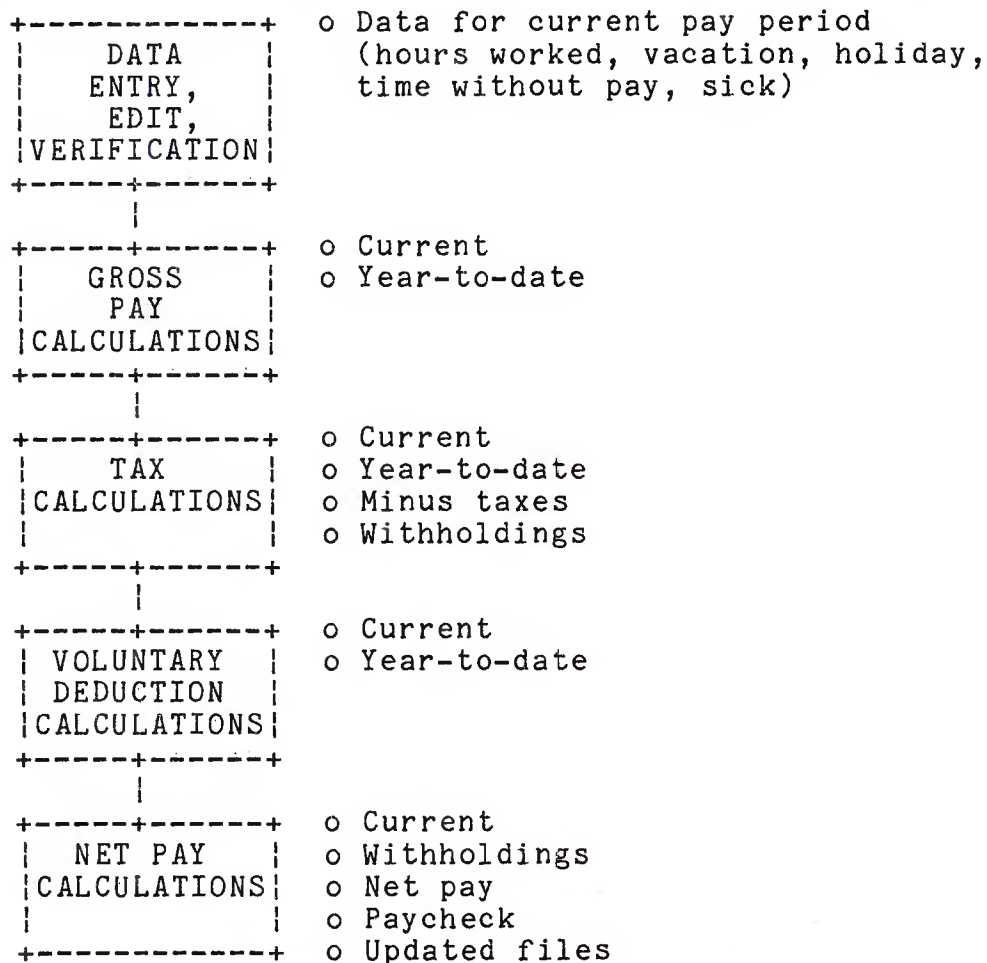 +------------+ o Data for current pay period
| DATA | (hours worked, vacation, holiday,
| ENTRY, | time without pay, sick)
| EDIT, |
|VERIFICATION|
+-----+------+
|
+-----+------+ o Current
| GROSS | o Year-to-date
| PAY |
|CALCULATIONS|
+-----+------+
|
+-----+------+ o Current
| TAX | o Year-to-date
|CALCULATIONS| o Minus taxes
| | o Withholdings
+-----+------+
|
+-----+------+ o Current
| VOLUNTARY | o Year-to-date
| DEDUCTION |
|CALCULATIONS|
+-----+------+
|
+-----+------+ o Current
| NET PAY | o Withholdings
|CALCULATIONS| o Net pay
| | o Paycheck
+------------+ o Updated files